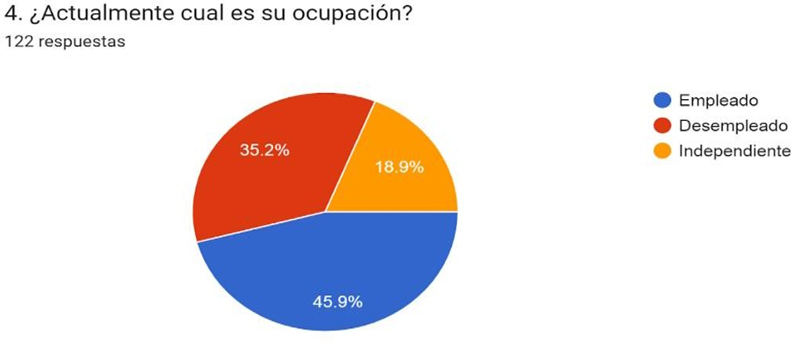 4. ¿Actualmente cual es su ocupación?
122 respuestas
Empleado
Desempleado
Independiente
35.2%
18.9%
45.9%